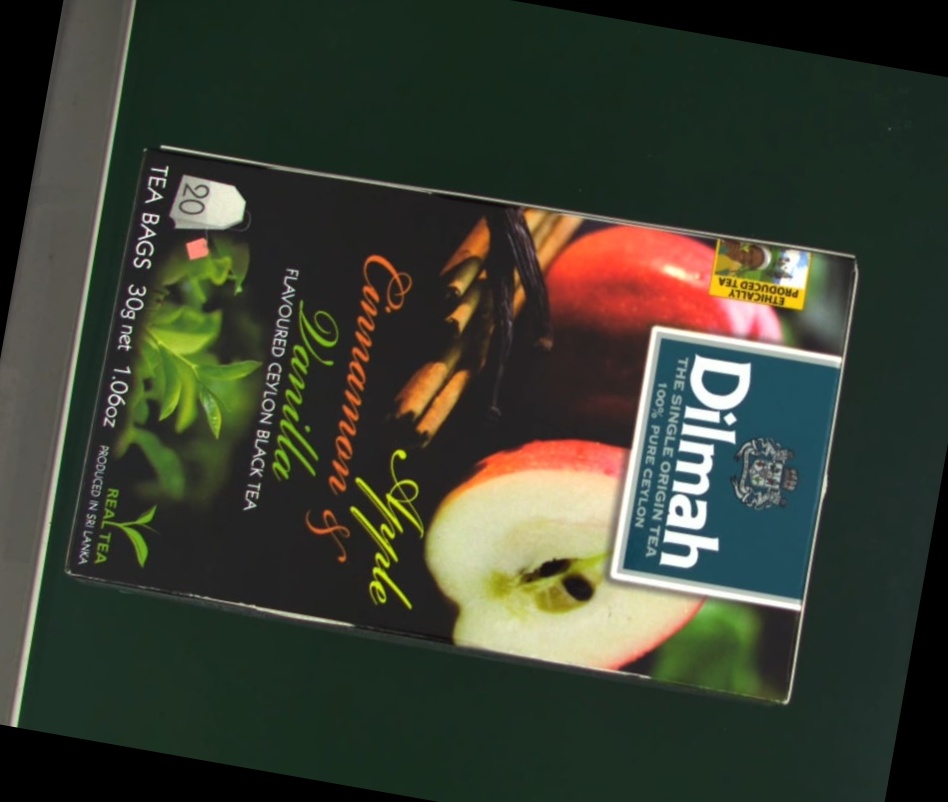 ETHICALLY
PRODUCED TEA
Dilmah
THE SINGLE ORIGIN TEA
100% PURE CEYLON
Apple
Cinnamon &
Vanilla
FLAVOURED CEYLON BLACK TEA
20
TEA BAGS 30g net 1.06oz
REAL TEA
PRODUCED IN SRI LANKA